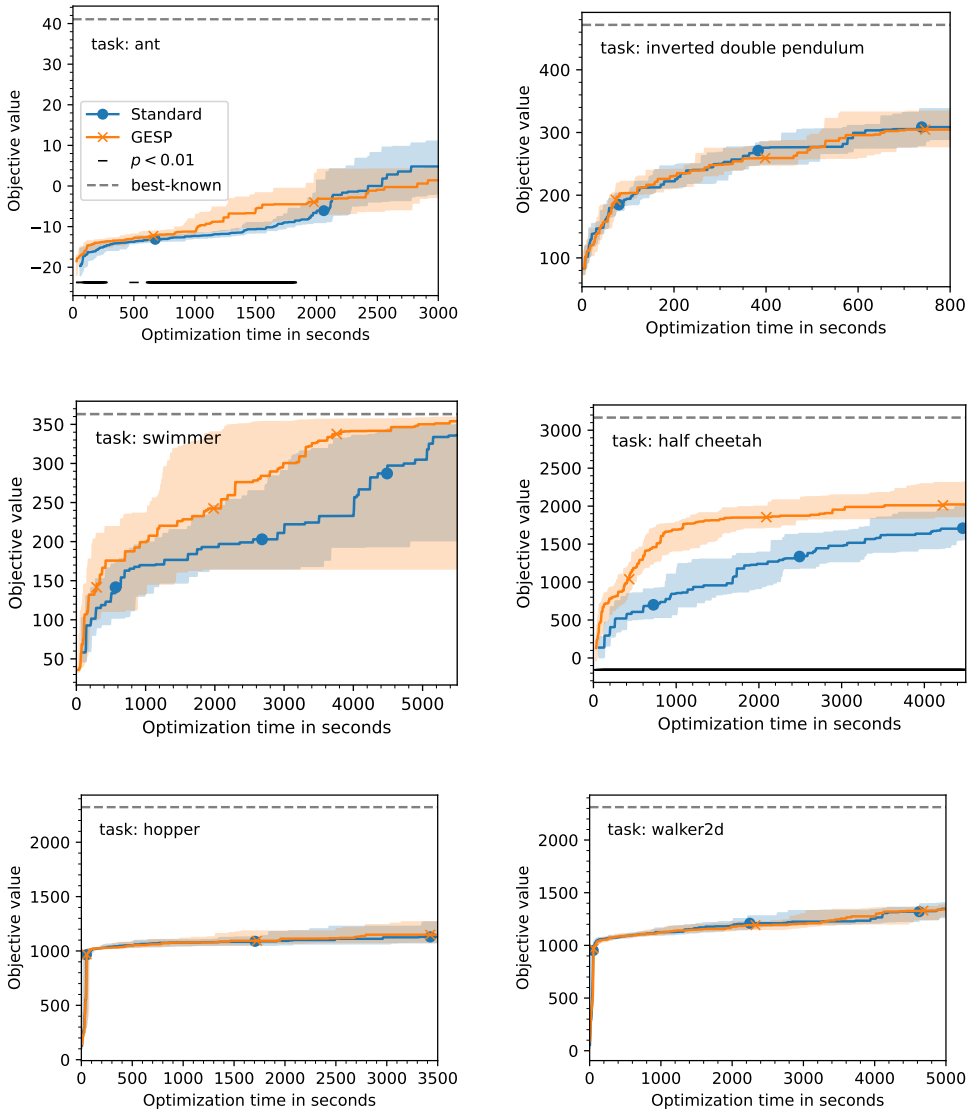 40
30
20
10
0
−10
−20
Objective value
task: ant
Standard
GESP
p < 0.01
best-known
0 500 1000 1500 2000 2500 3000
Optimization time in seconds
400
300
200
100
Objective value
task: inverted double pendulum
0 200 400 600 800
Optimization time in seconds
350
300
250
200
150
100
50
Objective value
task: swimmer
0 1000 2000 3000 4000 5000
Optimization time in seconds
3000
2500
2000
1500
1000
500
0
Objective value
task: half cheetah
0 1000 2000 3000 4000
Optimization time in seconds
2000
1500
1000
500
0
Objective value
task: hopper
0 500 1000 1500 2000 2500 3000 3500
Optimization time in seconds
2000
1500
1000
500
0
Objective value
task: walker2d
0 1000 2000 3000 4000 5000
Optimization time in seconds